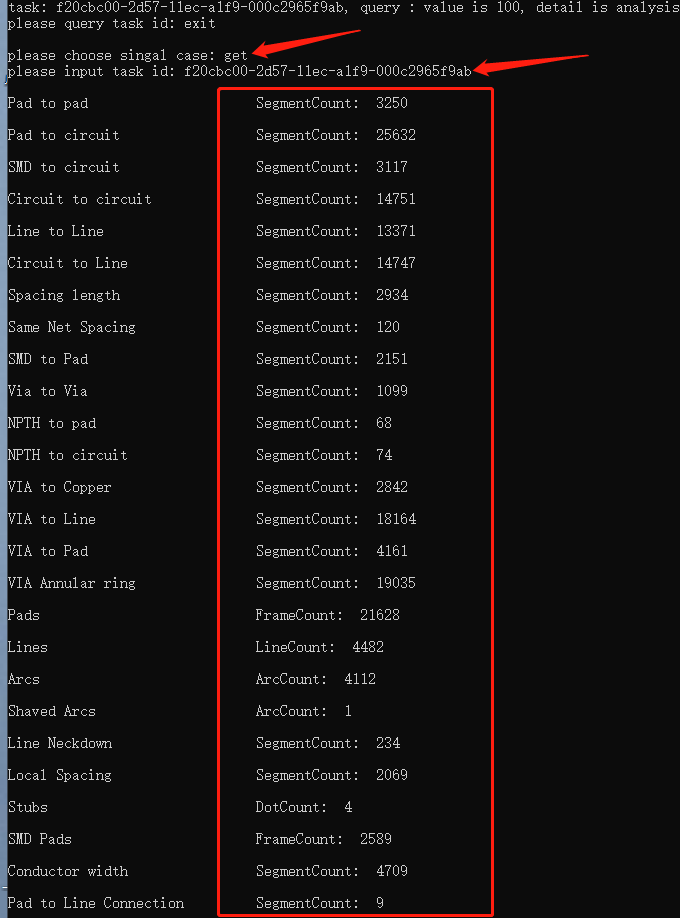 task: f20cbc00-2d57-11ec-a1f9-000c2965f9ab, query : value is 100, detail is analysis
please query task id: exit
please choose singal case: get
please input task id: f20cbc00-2d57-11ec-a1f9-000c2965f9ab
Pad to pad SegmentCount: 3250
Pad to circuit SegmentCount: 25632
SMD to circuit SegmentCount: 3117
Circuit to circuit SegmentCount: 14751
Line to Line SegmentCount: 13371
Circuit to Line SegmentCount: 14747
Spacing length SegmentCount: 2934
Same Net Spacing SegmentCount: 120
SMD to Pad SegmentCount: 2151
Via to Via SegmentCount: 1099
NPTH to pad SegmentCount: 68
NPTH to circuit SegmentCount: 74
VIA to Copper SegmentCount: 2842
VIA to Line SegmentCount: 18164
VIA to Pad SegmentCount: 4161
VIA Annular ring SegmentCount: 19035
Pads FrameCount: 21628
Lines LineCount: 4482
Arcs ArcCount: 4112
Shaved Arcs ArcCount: 1
Line Neckdown SegmentCount: 234
Local Spacing SegmentCount: 2069
Stubs DotCount: 4
SMD Pads FrameCount: 2589
Conductor width SegmentCount: 4709
Pad to Line Connection SegmentCount: 9